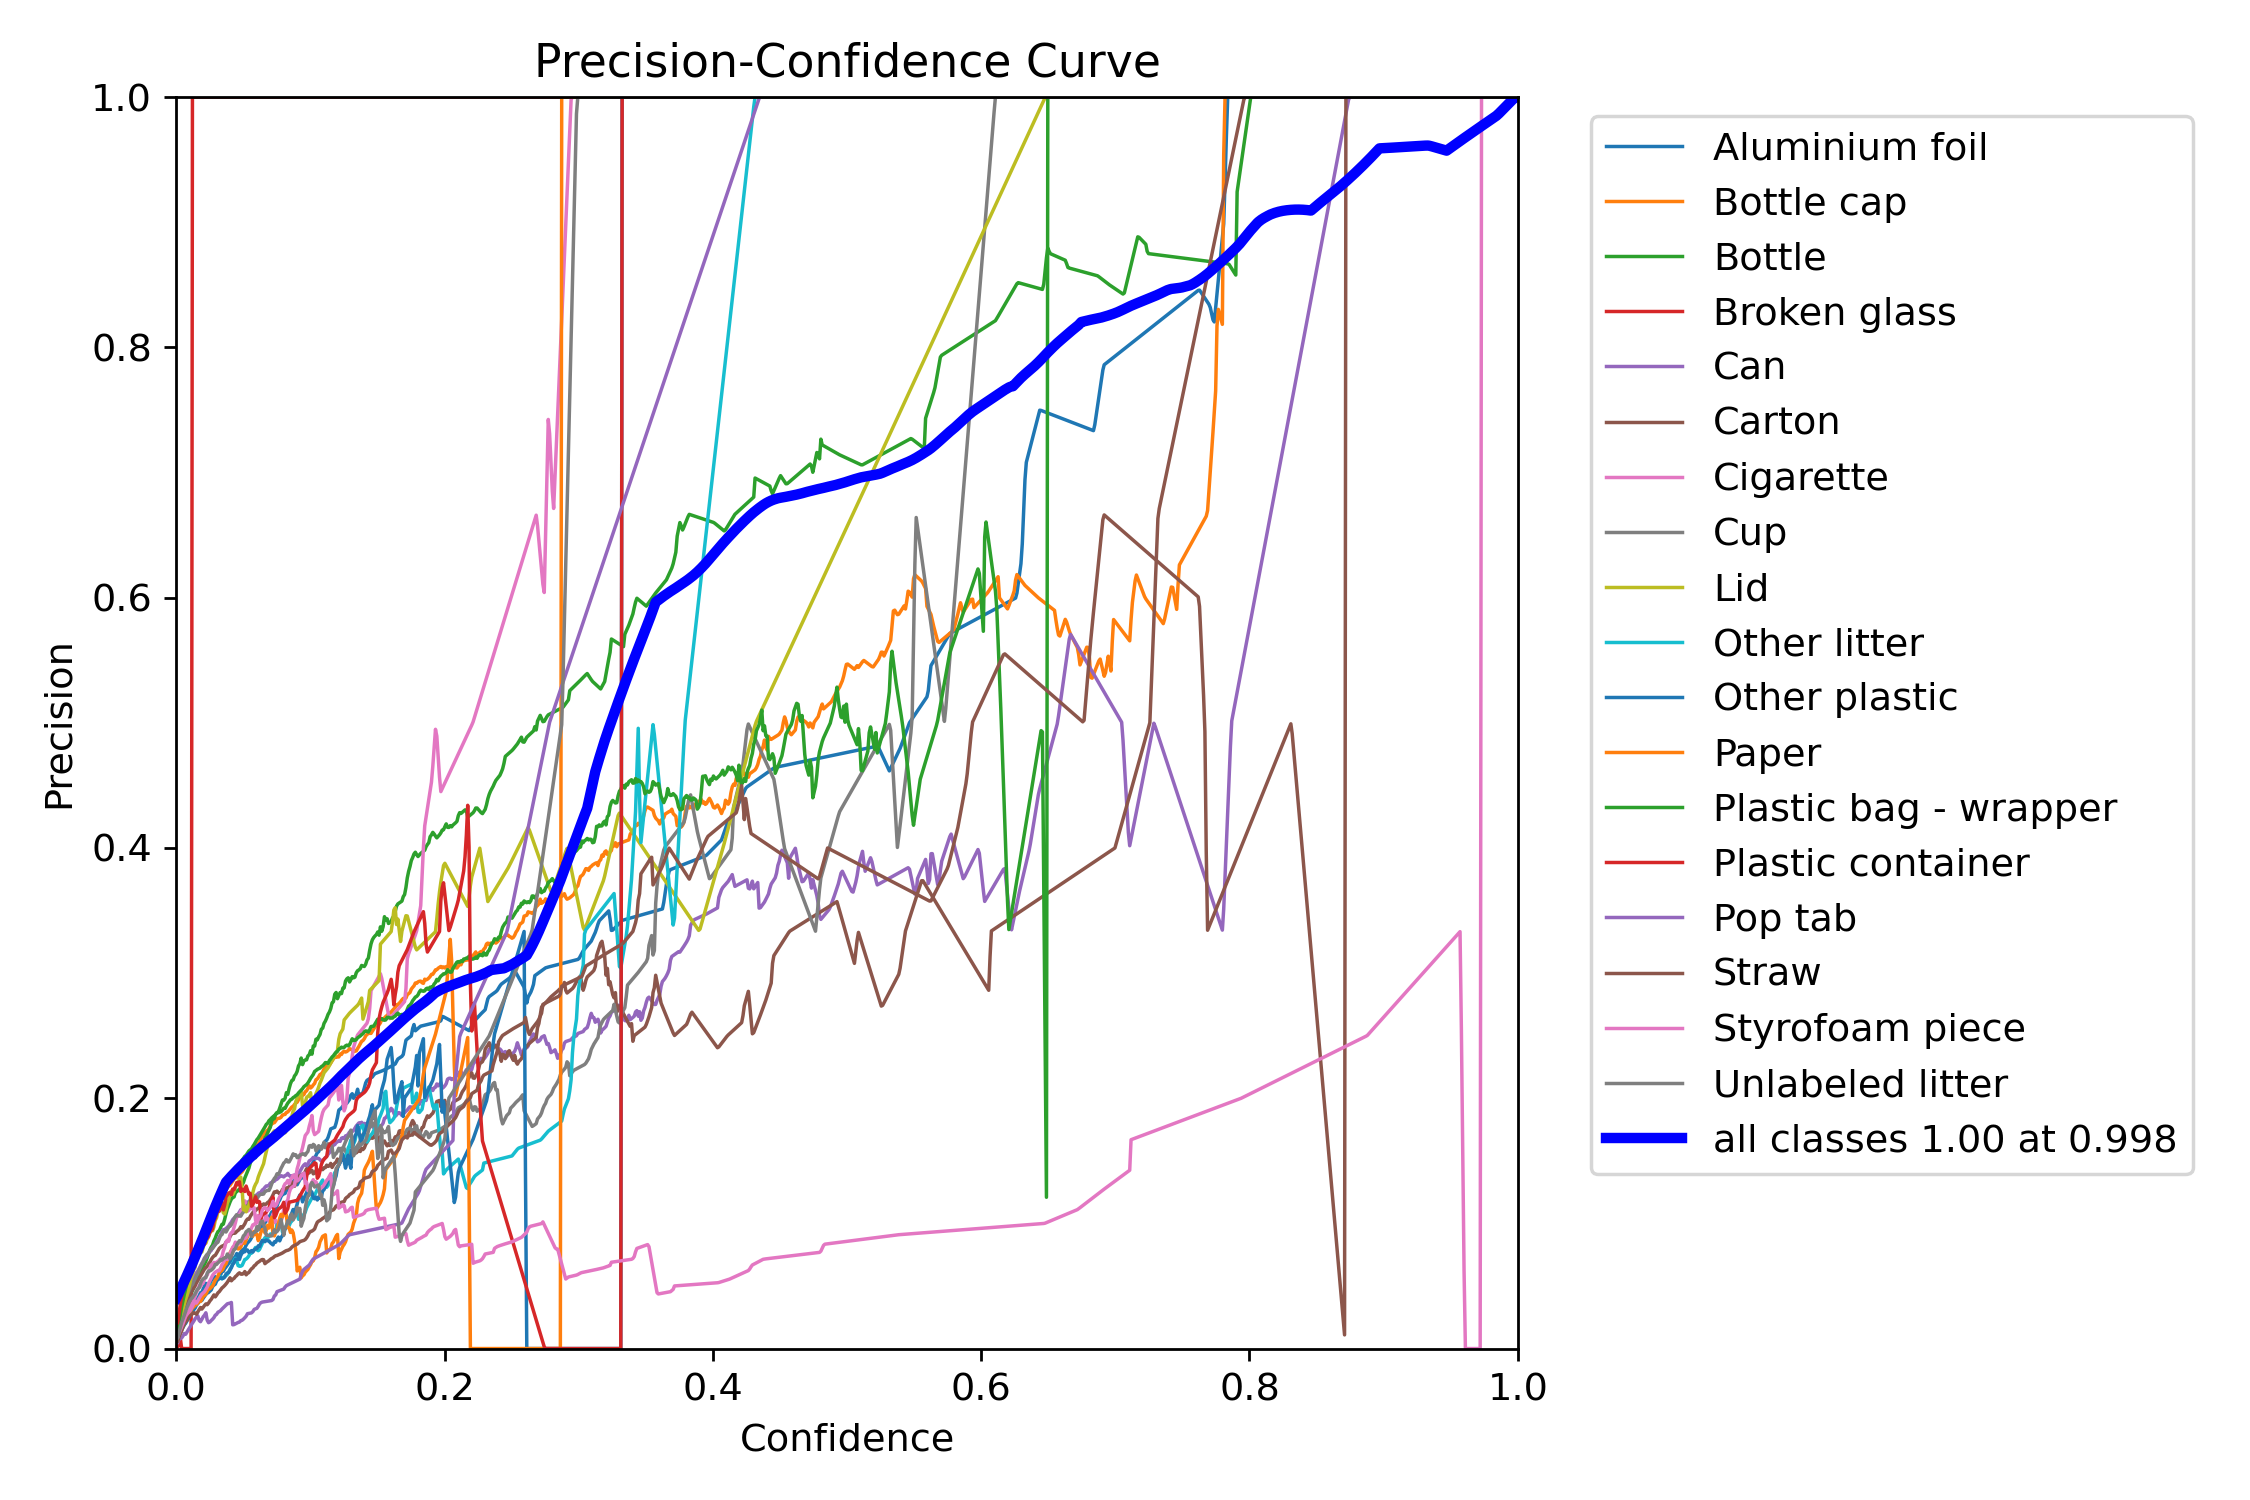 Precision-Confidence Curve
1.0
0.8
0.6
0.4
0.2
0.0
Precision
0.0 0.2 0.4 0.6 0.8 1.0
Confidence
Aluminium foil
Bottle cap
Bottle
Broken glass
Can
Carton
Cigarette
Cup
Lid
Other litter
Other plastic
Paper
Plastic bag - wrapper
Plastic container
Pop tab
Straw
Styrofoam piece
Unlabeled litter
all classes 1.00 at 0.998